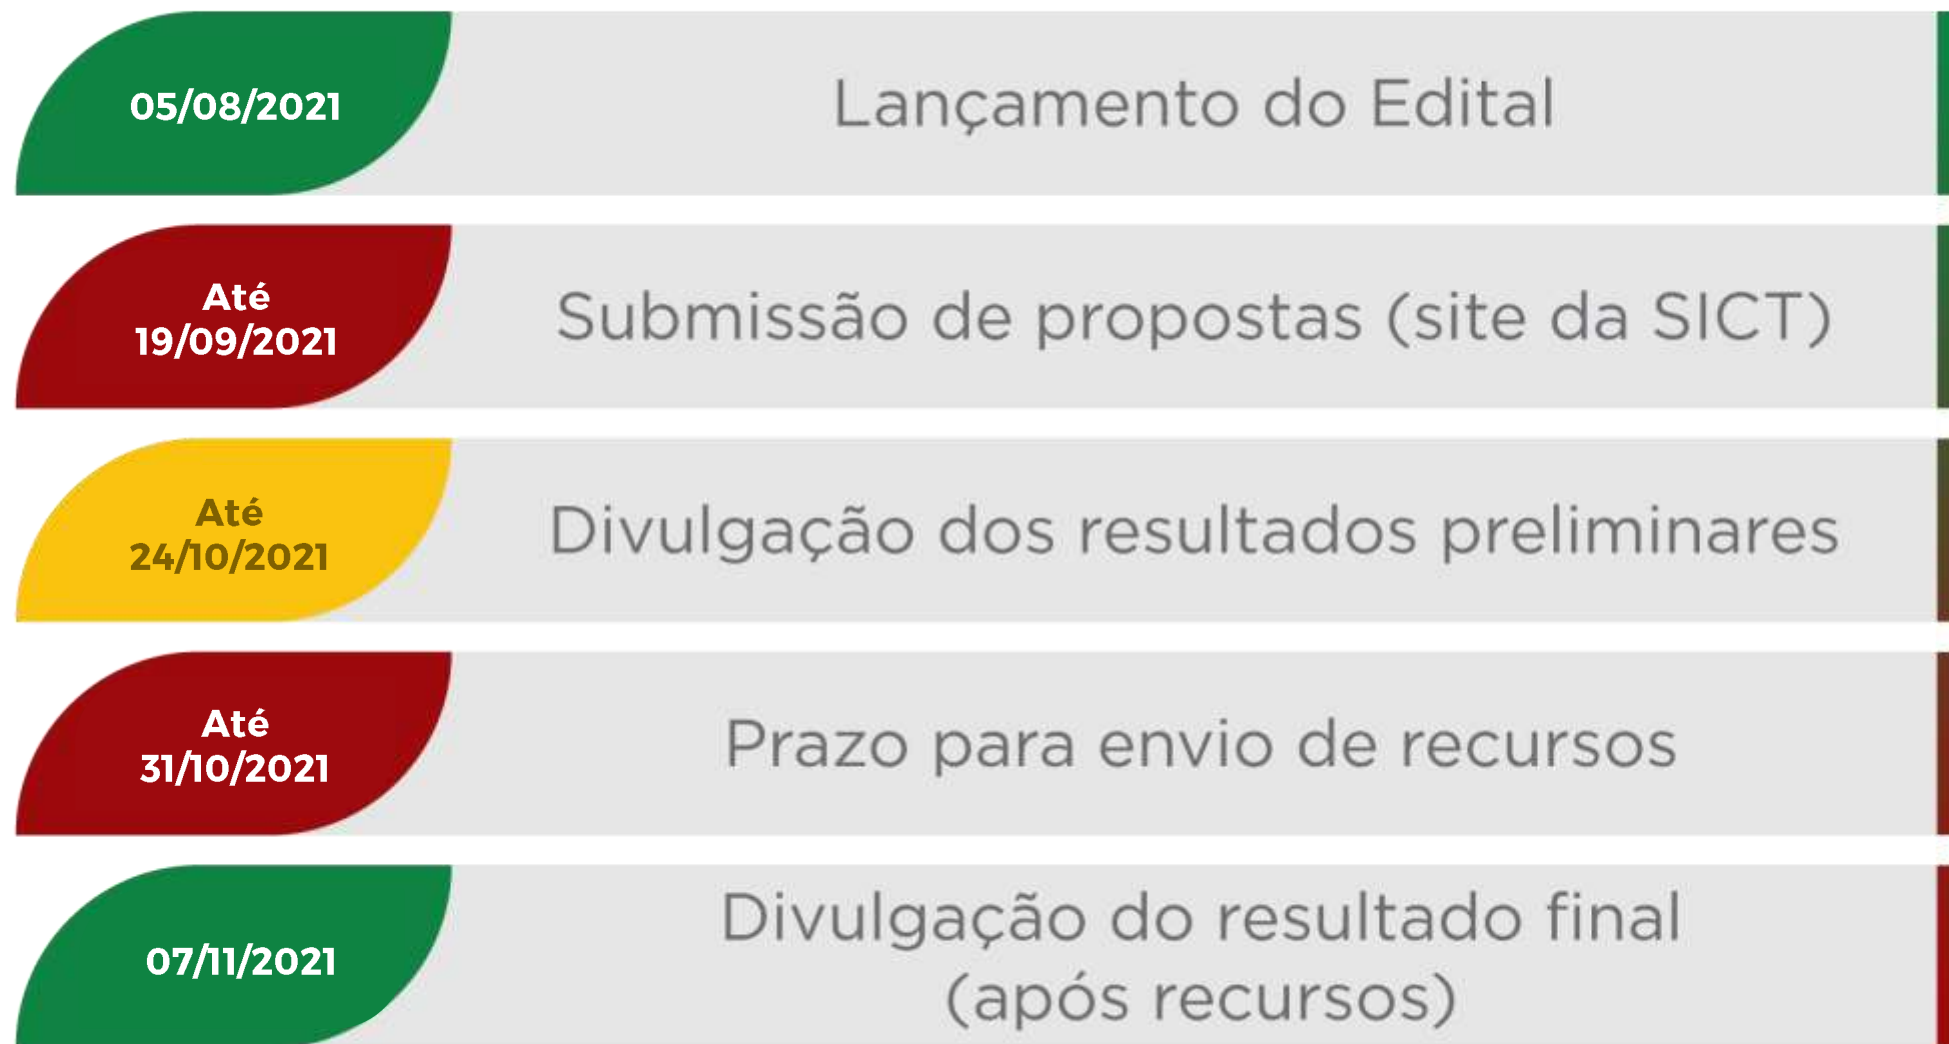 05/08/2021
Lançamento do Edital
Até
19/09/2021
Submissão de propostas (site da SICT)
Até
24/10/2021
Divulgação dos resultados preliminares
Até
31/10/2021
Prazo para envio de recursos
07/11/2021
Divulgação do resultado final
(após recursos)